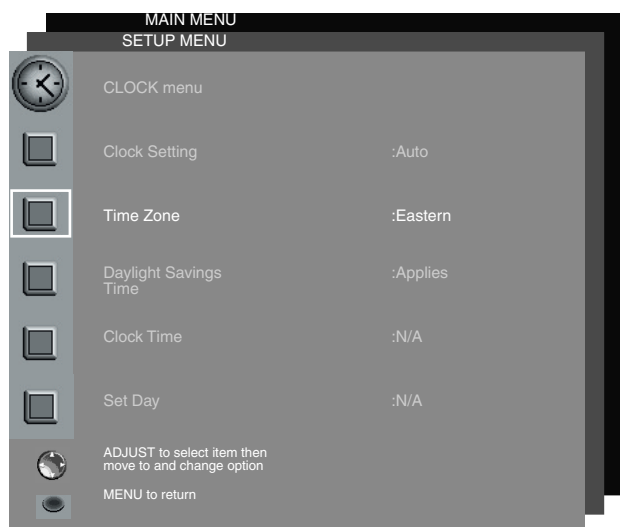 MAIN MENU
SETUP MENU
CLOCK menu
Clock Setting :Auto
Time Zone :Eastern
Daylight Savings :Applies
Time
Clock Time :N/A
Set Day :N/A
ADJUST to select item then
move to and change option
MENU to return